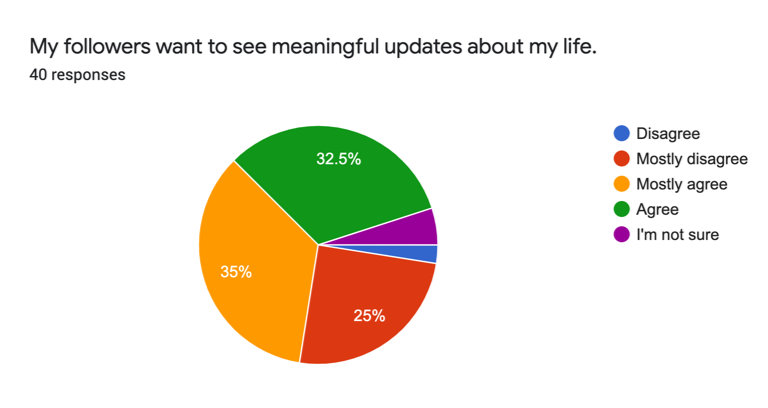 My followers want to see meaningful updates about my life.
40 responses
32.5%
35%
25%
Disagree
Mostly disagree
Mostly agree
Agree
I'm not sure